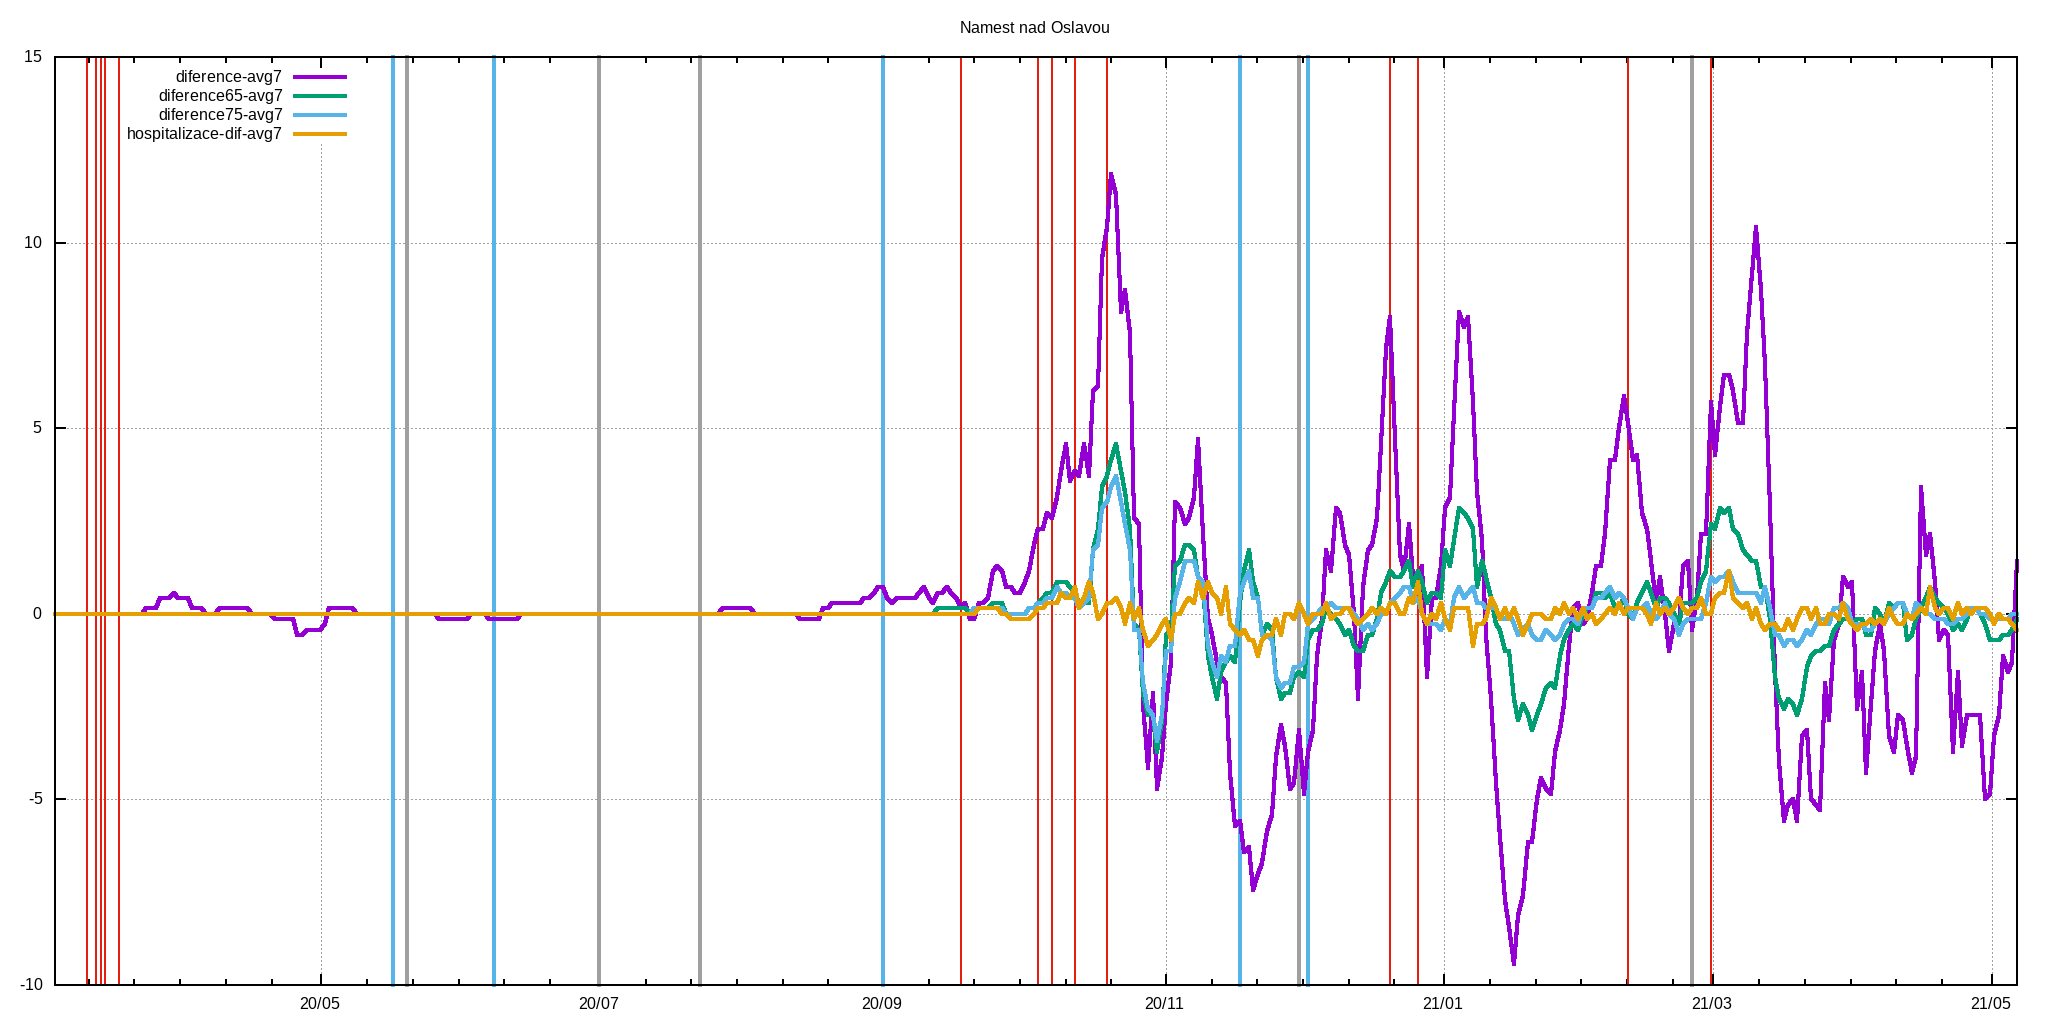 Namest nad Oslavou
diference-avg7
diference65-avg7
diference75-avg7
hospitalizace-dif-avg7
15
10
5
0
-5
-10
20/05 20/07 20/09 20/11 21/01 21/03 21/05